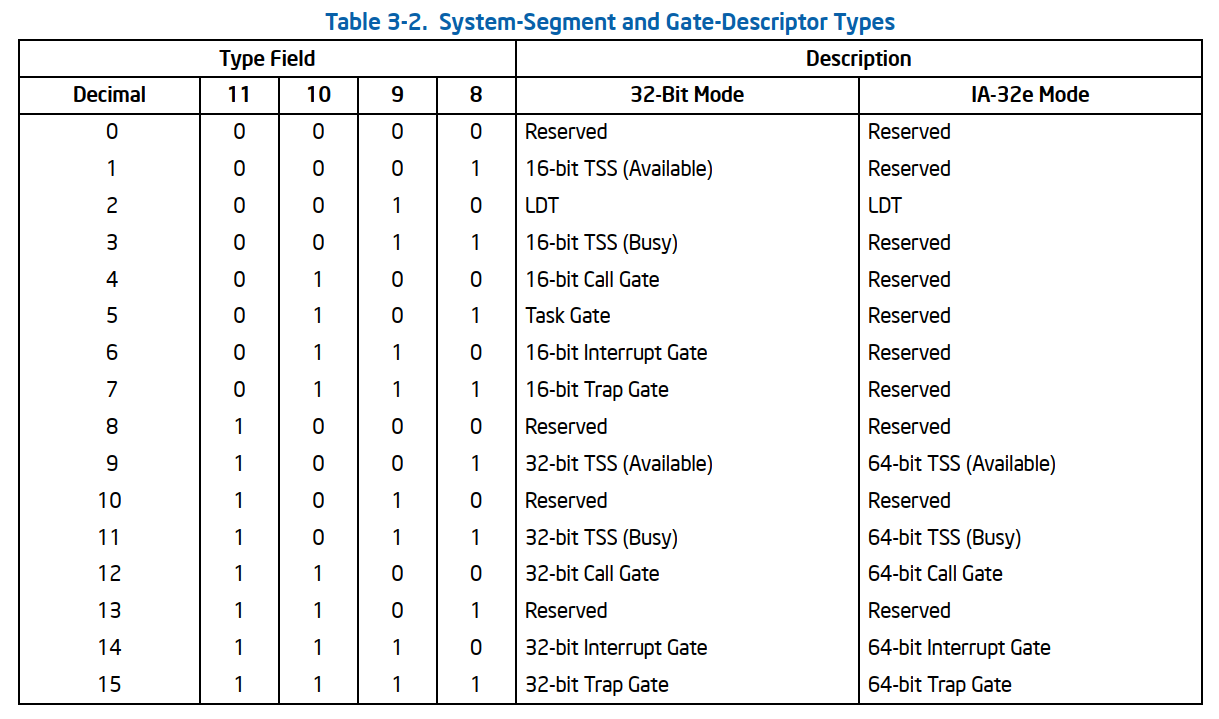 Table 3-2. System-Segment and Gate-Descriptor Types
Type Field Description
Decimal 11 10 9 8 32-Bit Mode IA-32e Mode
0 0 0 0 0 Reserved Reserved
1 0 0 0 1 16-bit TSS (Available) Reserved
2 0 0 1 0 LDT LDT
3 0 0 1 1 16-bit TSS (Busy) Reserved
4 0 1 0 0 16-bit Call Gate Reserved
5 0 1 0 1 Task Gate Reserved
6 0 1 1 0 16-bit Interrupt Gate Reserved
7 0 1 1 1 16-bit Trap Gate Reserved
8 1 0 0 0 Reserved Reserved
9 1 0 0 1 32-bit TSS (Available) 64-bit TSS (Available)
10 1 0 1 0 Reserved Reserved
11 1 0 1 1 32-bit TSS (Busy) 64-bit TSS (Busy)
12 1 1 0 0 32-bit Call Gate 64-bit Call Gate
13 1 1 0 1 Reserved Reserved
14 1 1 1 0 32-bit Interrupt Gate 64-bit Interrupt Gate
15 1 1 1 1 32-bit Trap Gate 64-bit Trap Gate